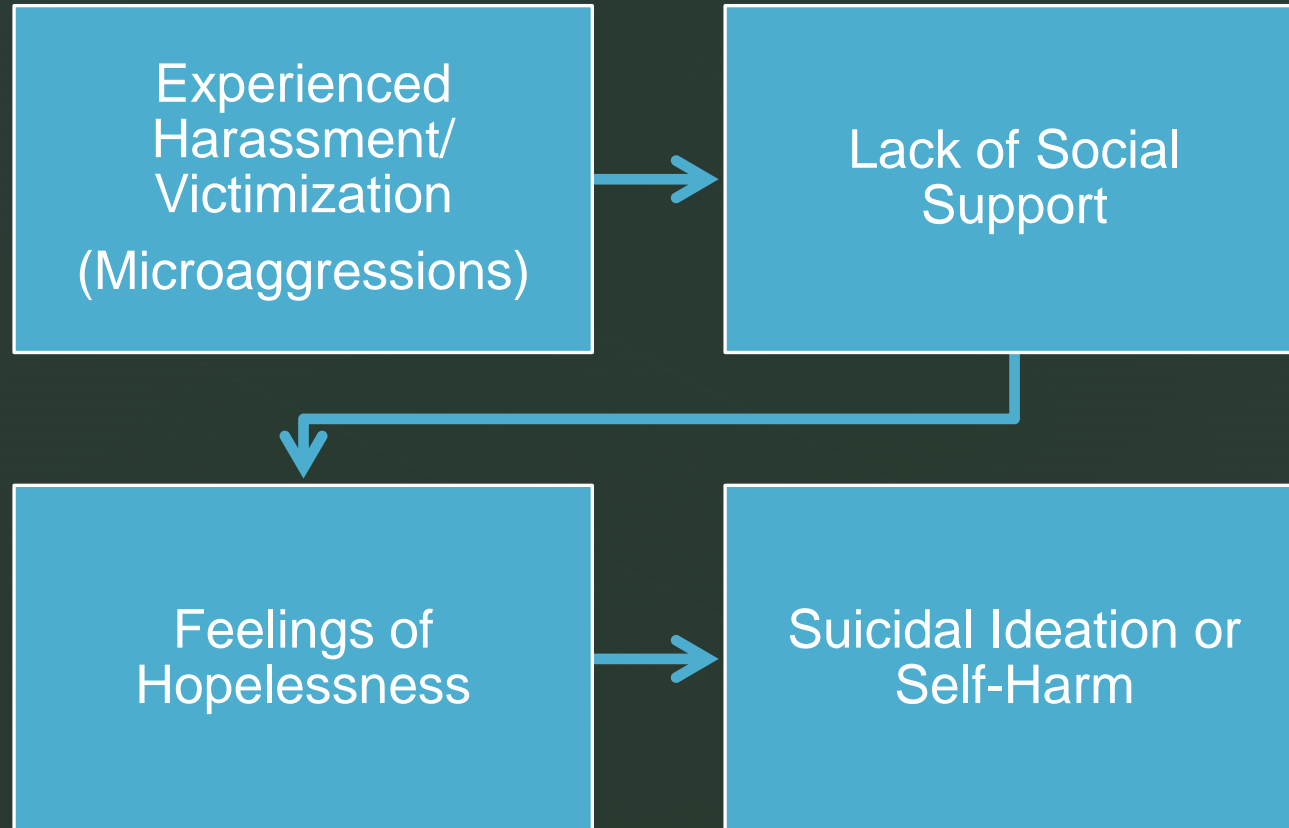 Experienced
Harassment/
Victimization
(Microaggressions)
Lack of Social
Support
Feelings of
Hopelessness
Suicidal Ideation or
Self-Harm